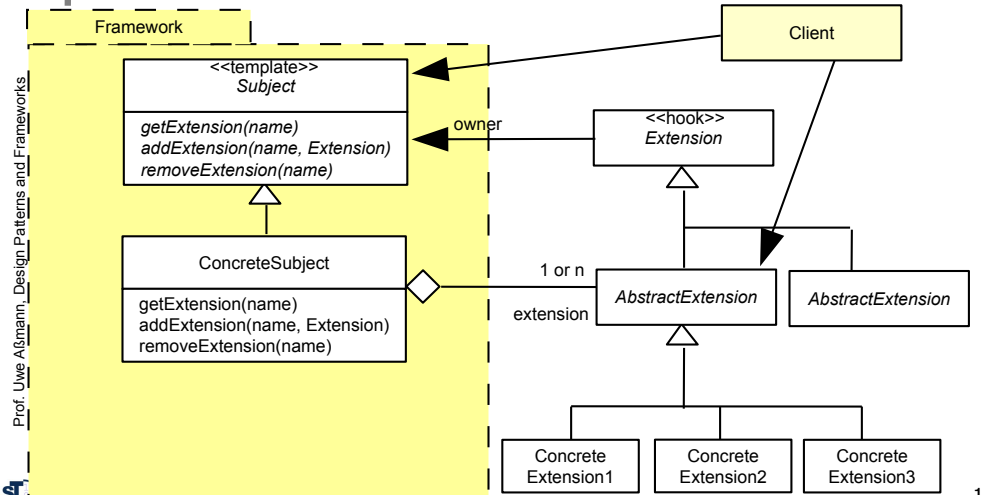 Framework
Client
<<template>>
Subject
getExtension(name)
addExtension(name, Extension)
removeExtension(name)
owner
<<hook>>
Extension
ConcreteSubject
getExtension(name)
addExtension(name, Extension)
removeExtension(name)
1 or n
extension
AbstractExtension
AbstractExtension
Concrete
Extension1
Concrete
Extension2
Concrete
Extension3
Prof. Uwe Aßmann, Design Patterns and Frameworks
ST
1